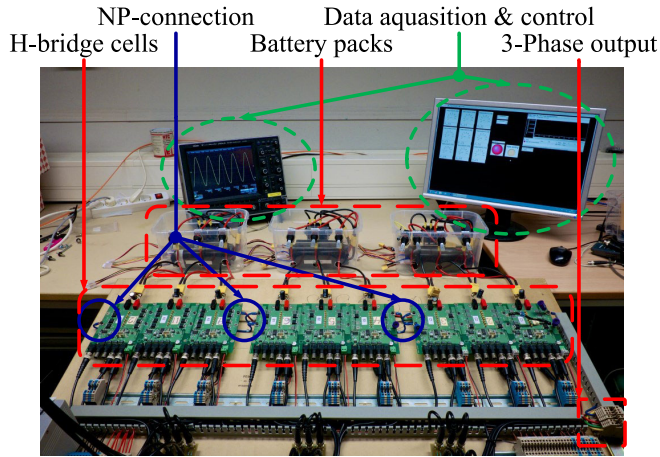 NP-connection
Data aquasition & control
H-bridge cells
Battery packs
3-Phase output